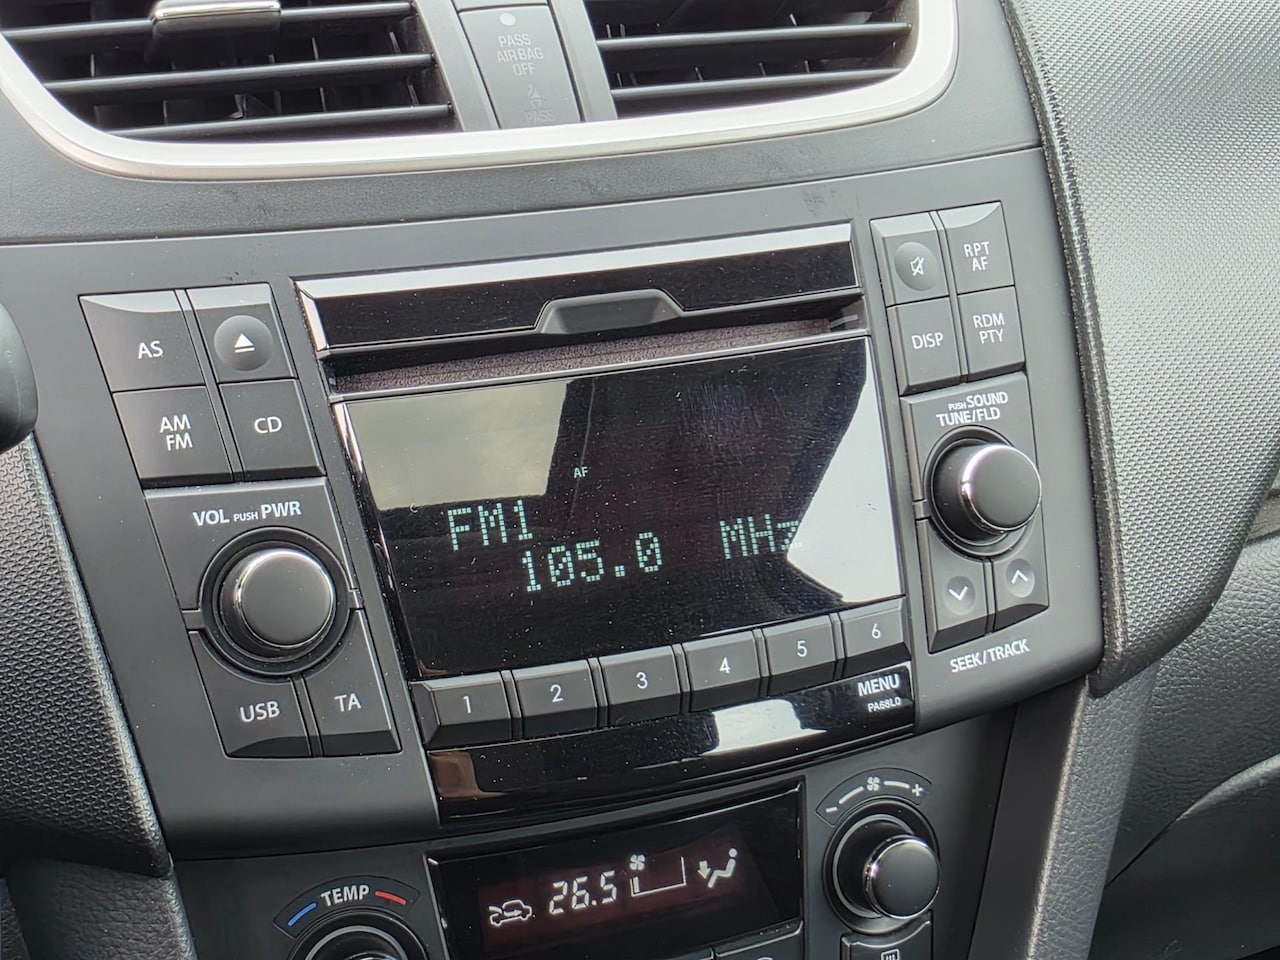 PASS
AIR BAG
OFF
PASS
AS
AM
FM
CD
VOL PUSH PWR
USB
TA
AF
FM1
105.0 MHz
1 2 3 4 5 6
MENU
PA68L0
RPT
AF
DISP
RDM
PTY
PUSH SOUND
TUNE/FLD
SEEK/TRACK
TEMP
- +
26.5